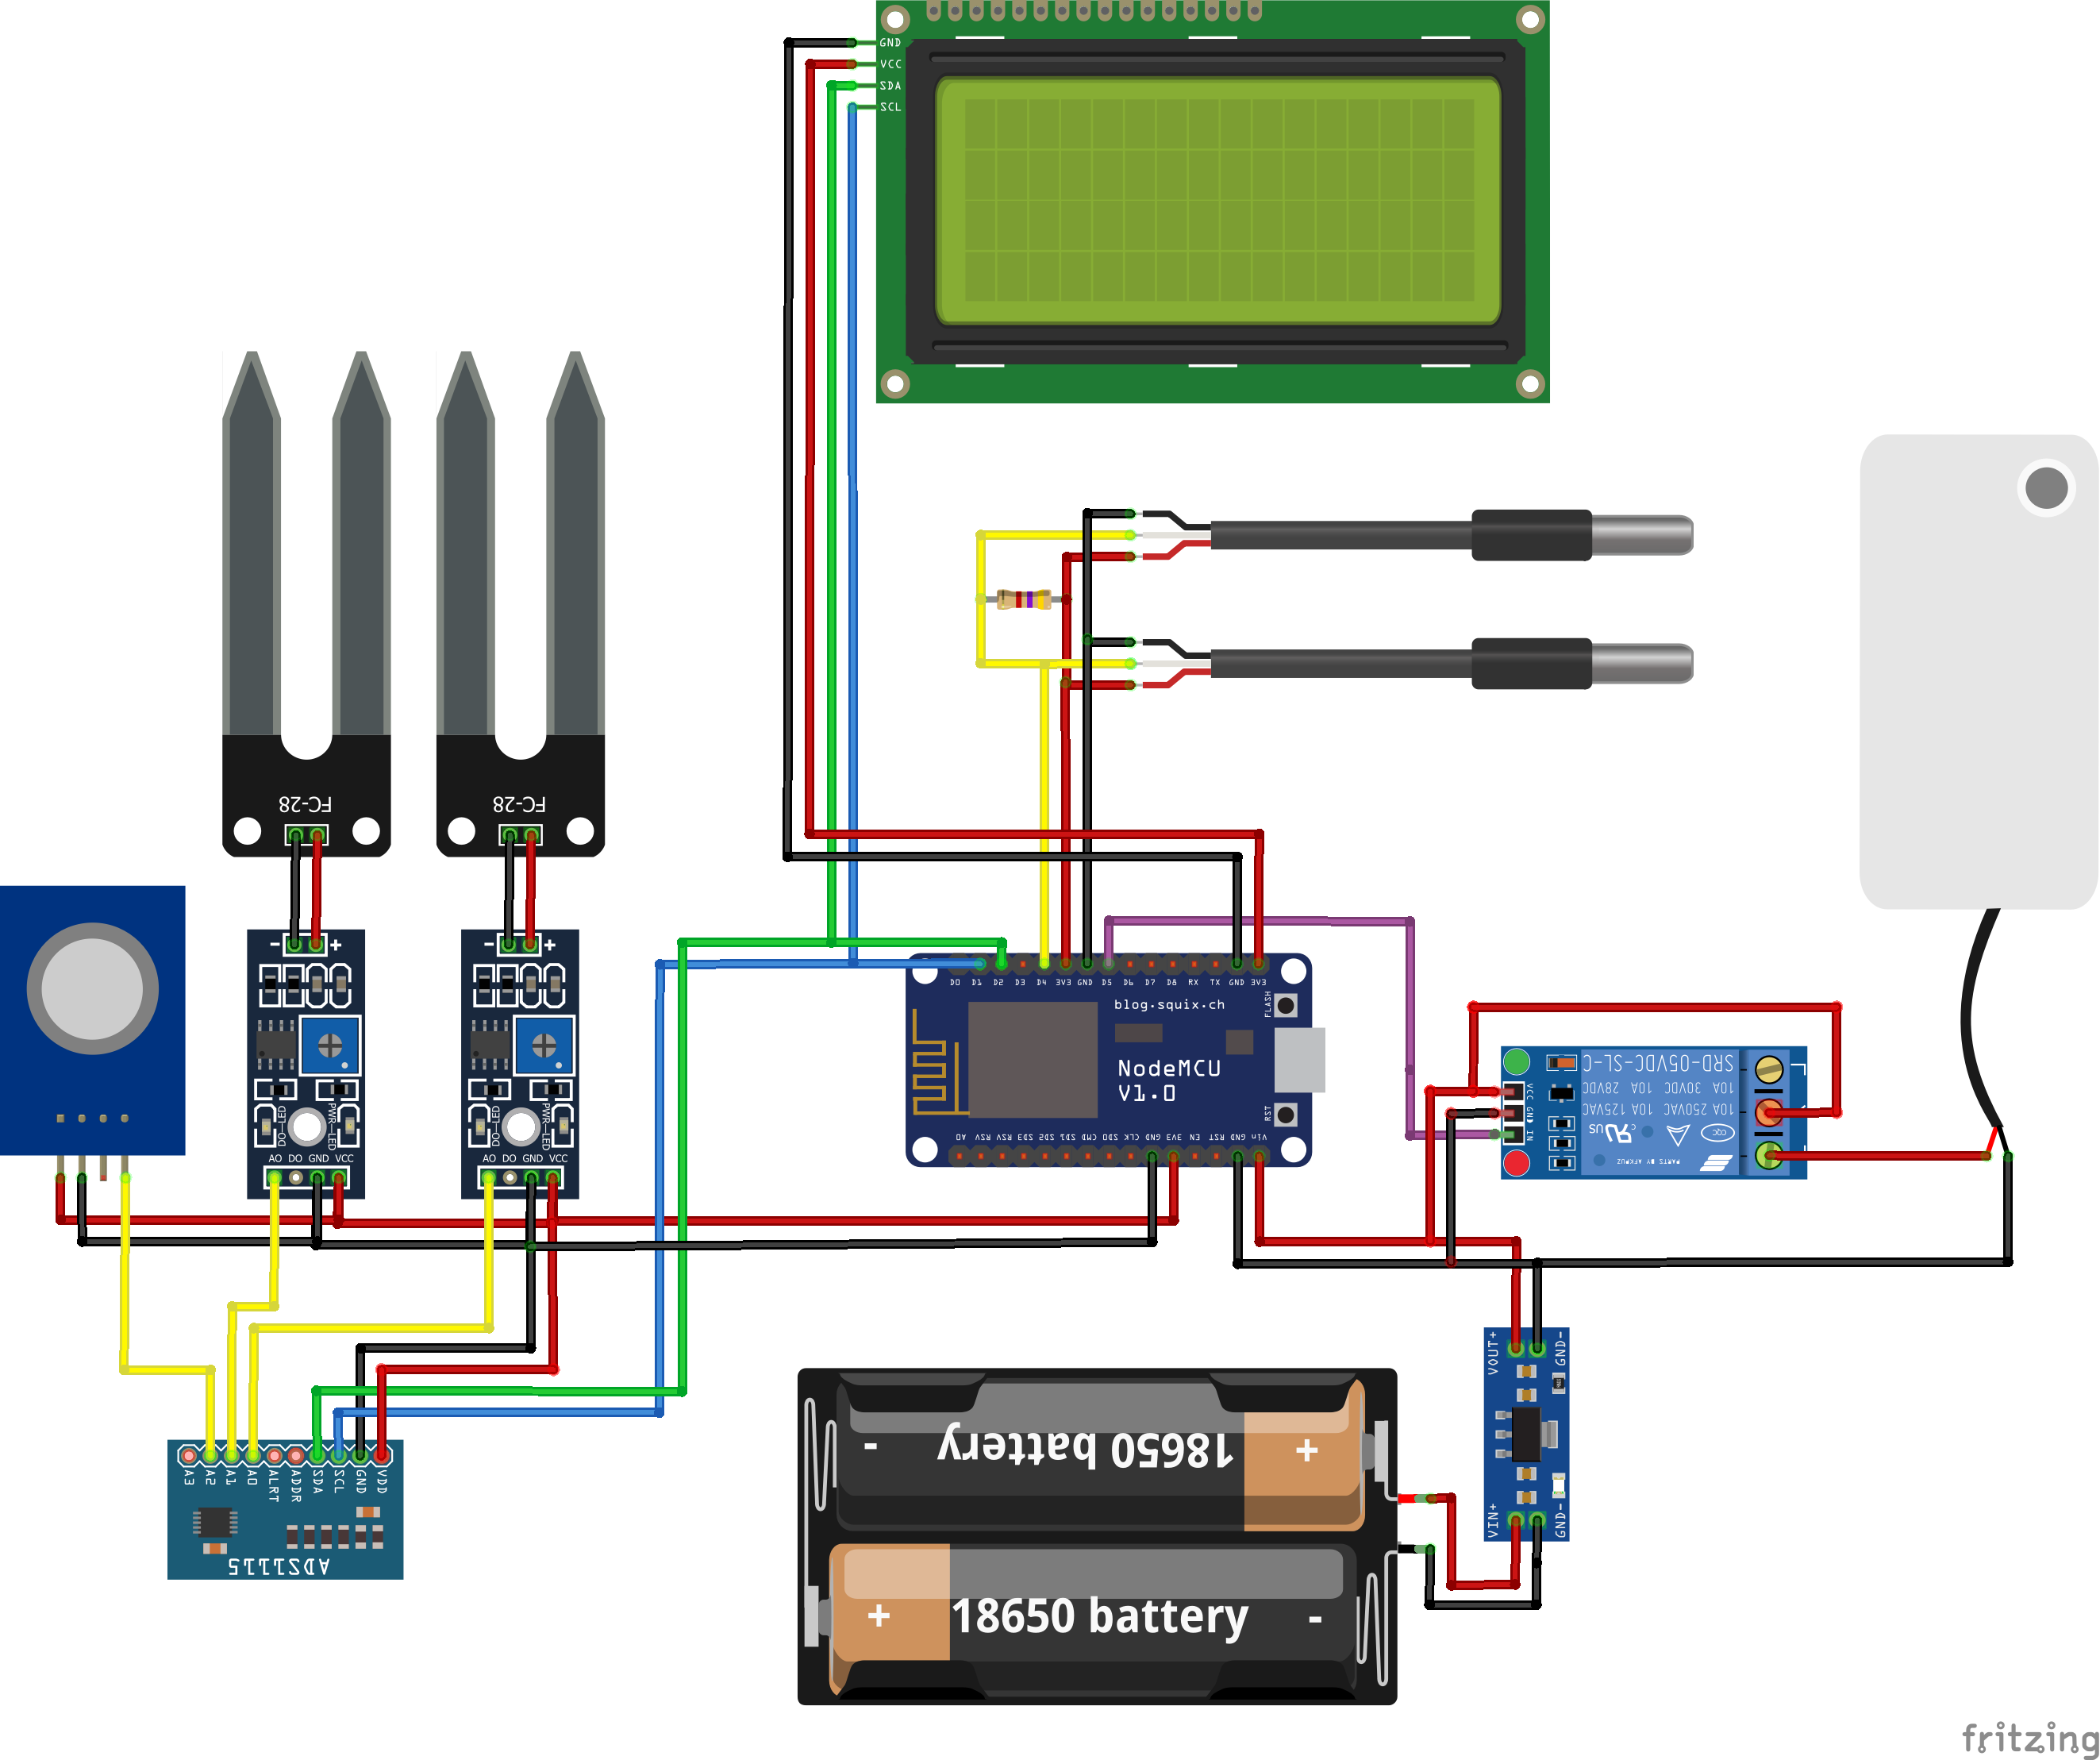 GND
VCC
SDA
SCL
FC-28
FC-28
- +
- +
DO-LED
PWR-LED
AO DO GND VCC
DO-LED
PWR-LED
AO DO GND VCC
D0 D1 D2 D3 D4 3V3 GND D5 D6 D7 D8 RX TX GND 3V3
blog.squix.ch
FLASH
NodeMCU
V1.0
RST
A0 RSV RSV SD3 SD2 SD1 CMD SD0 CLK GND 3V3 EN RST GND Vin
SRD-05VDC-SL-C
10A 30VDC 10A 28VDC
10A 250VAC 10A 125VAC
VCC
GND
IN
c US
CQC
PARTS BY AFKPUZ
VOUT+
GND-
VIN+
GND-
A3
A2
A1
A0
ALRT
ADDR
SDA
SCL
GND
VDD
ADS1115
- 18650 battery +
+ 18650 battery -
fritzing